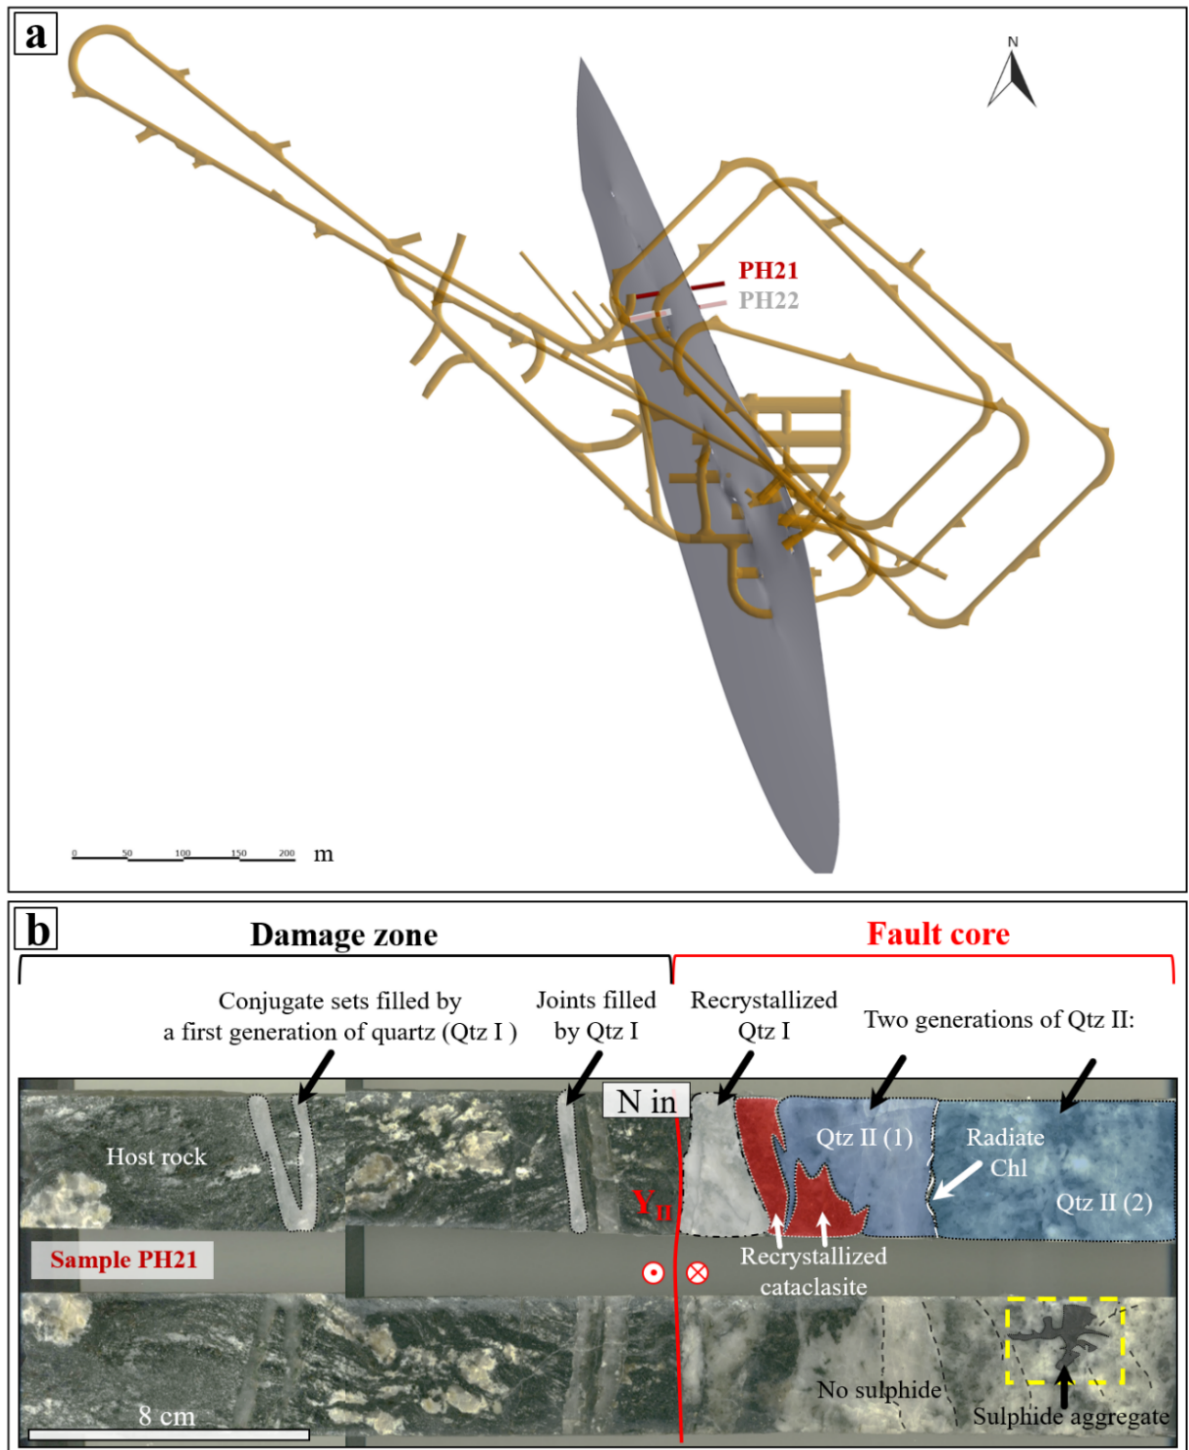 a
N
PH21
PH22
0 50 100 150 200 m
b
Damage zone
Fault core
Conjugate sets filled by
a first generation of quartz (Qtz I )
Joints filled
by Qtz I
Recrystallized
Qtz I
Two generations of Qtz II:
N in
Host rock
Qtz II (1)
Radiate
Chl
Qtz II (2)
YII
Sample PH21
Recrystallized
cataclasite
No sulphide
Sulphide aggregate
8 cm